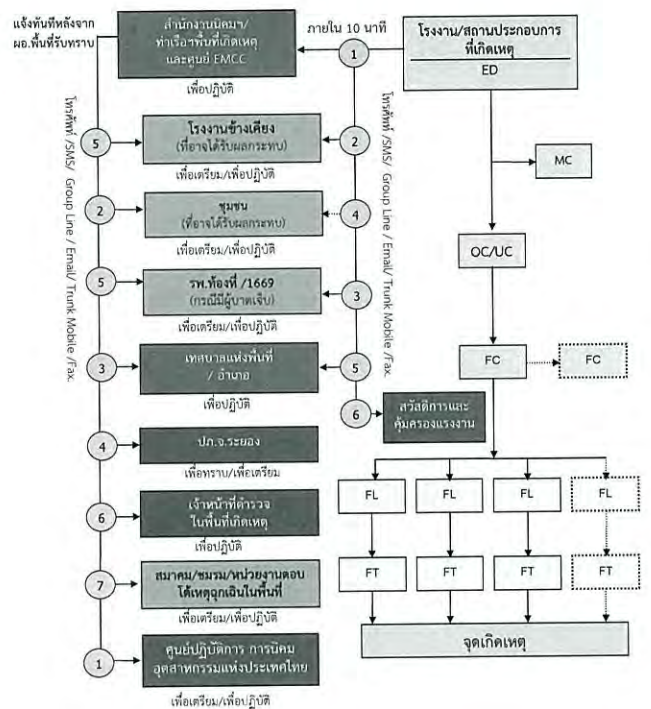 แจ้งทันทีหลังจาก
ผอ.พื้นที่รับทราบ
สำนักงานนิคมฯ/
ท่าเรือฯพื้นที่เกิดเหตุ
และศูนย์ EMCC
เพื่อปฏิบัติ
ภายใน 10 นาที
1
โรงงาน/สถานประกอบการ
ที่เกิดเหตุ
ED
MC
OC/UC
FC
FC
FL
FL
FL
FL
FT
FT
FT
FT
จุดเกิดเหตุ
โทรศัพท์ /SMS/ Group Line / Email/ Trunk Mobile /Fax
โทรศัพท์ /SMS/ Group Line / Email/ Trunk Mobile /Fax
5
โรงงานข้างเคียง
(ที่อาจได้รับผลกระทบ)
2
เพื่อเตรียม/เพื่อปฏิบัติ
2
ชุมชน
(ที่อาจได้รับผลกระทบ)
4
เพื่อเตรียม/เพื่อปฏิบัติ
5
รพ.ท้องที่ /1669
(กรณีมีผู้บาดเจ็บ)
3
เพื่อเตรียม/เพื่อปฏิบัติ
3
เทศบาลแห่งพื้นที่
/ อำเภอ
5
เพื่อปฏิบัติ
6
สวัสดีการและ
คุ้มครองแรงงาน
4
ปภ.จ.ระยอง
เพื่อทราบ/เพื่อเตรียม
6
เจ้าหน้าที่ตำรวจ
ในพื้นที่เกิดเหตุ
เพื่อปฏิบัติ
7
สมาคม/ชมรม/หน่วยงานตอบ
โต้เหตุฉุกเฉินในพื้นที่
เพื่อเตรียม/เพื่อปฏิบัติ
1
ศูนย์ปฏิบัติการ การนิคม
อุตสาหกรรมแห่งประเทศไทย
เพื่อเตรียม/เพื่อปฏิบัติ